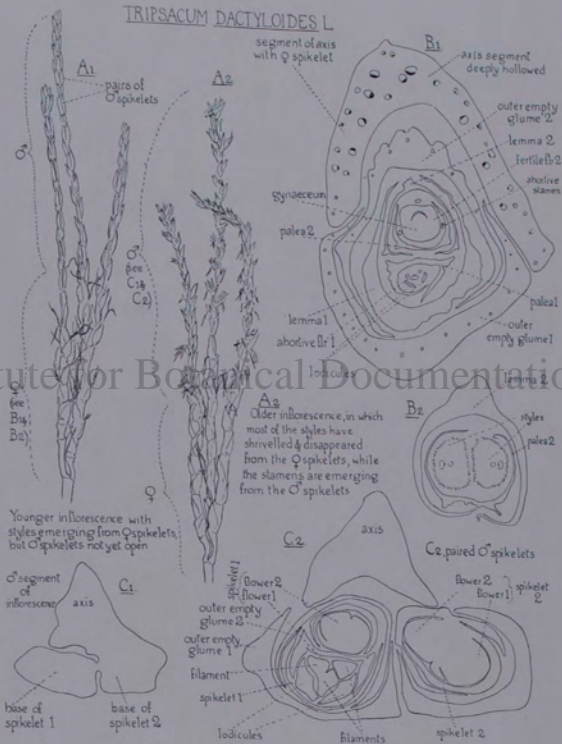 TRIPSACUM DACTYLOIDES L
A1
pairs of
♂ spikelets
♂
♀
(see
B1 &
B2)
Younger inflorescence with
styles emerging from ♀ spikelets,
but ♂ spikelets not yet open
A2
♂
(see
C1 &
C2)
♀
A2
Older inflorescence, in which
most of the styles have
shrivelled & disappeared
from the ♀ spikelets, while
the stamens are emerging
from the ♂ spikelets
B1
segment of axis
with ♀ spikelet
axis segment
deeply hollowed
outer empty
glume 2
lemma 2
fertile flr 2
abortive
stamens
gynaeceum
palea 2
palea 1
lemma 1
abortive flr 1
lodicules
outer
empty glume 1
tute for Botanical Documentatio
B2
lemma 2
styles
palea 2
C1
♂ segment
of
inflorescence
axis
base of
spikelet 1
base of
spikelet 2
C2
axis
C2, paired ♂ spikelets
spikelet 1
flower 2
flower 1
outer empty
glume 2
outer empty
glume 1
filament
spikelet 1
lodicules
filaments
flower 2
flower 1
spikelet
2
spikelet 2